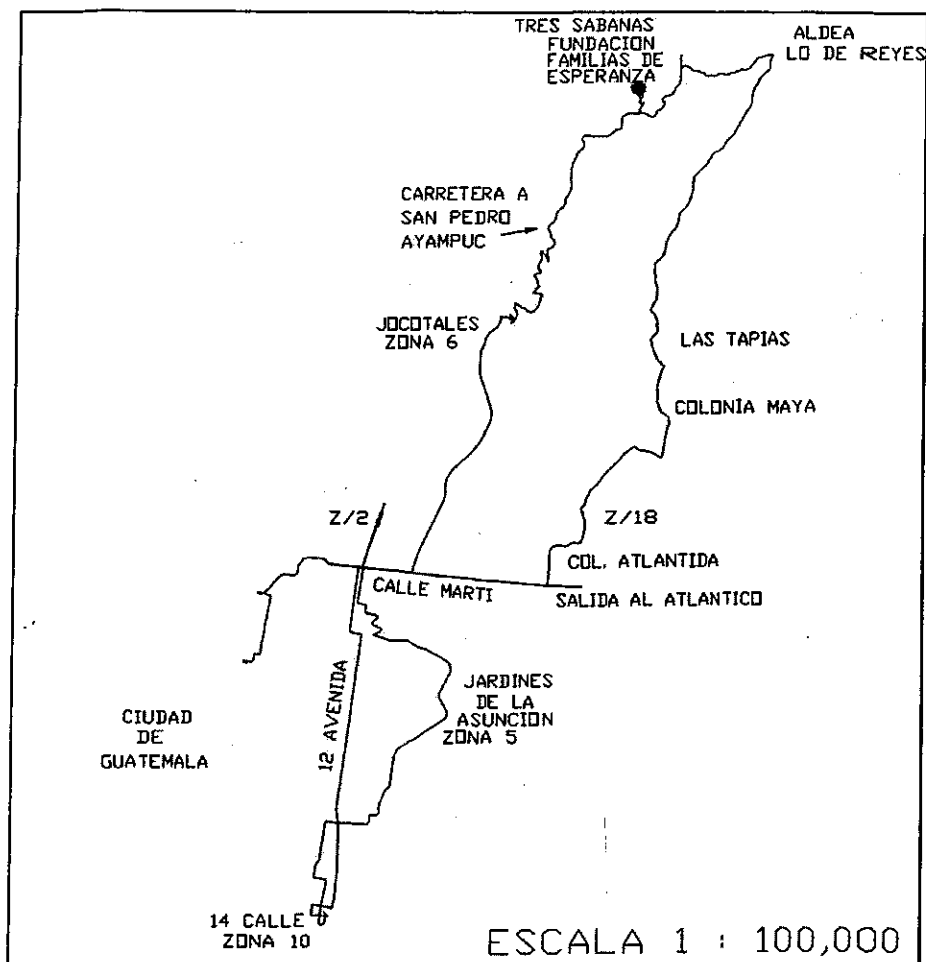 TRES SABANAS
FUNDACION
FAMILIAS DE
ESPERANZA
ALDEA
LO DE REYES
CARRETERA A
SAN PEDRO
AYAMPUC
JOCOTALES
ZONA 6
LAS TAPIAS
COLONIA MAYA
Z/2
Z/18
COL. ATLANTIDA
CALLE MARTI
SALIDA AL ATLANTICO
12 AVENIDA
JARDINES
DE LA
ASUNCION
ZONA 5
CIUDAD
DE
GUATEMALA
14 CALLE
ZONA 10
ESCALA 1 : 100,000